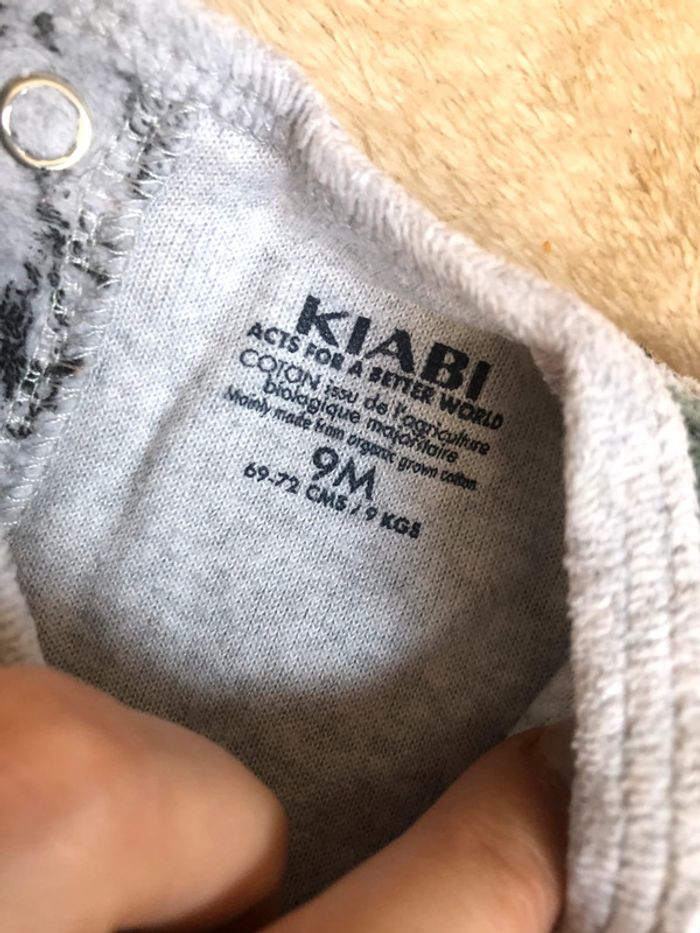 KIABI
ACTS FOR A BETTER WORLD
COTON issu de l'agriculture
biologique majoritaire
Mainly made from organic grown cotton.
9M
69-72 CMS / 9 KGS